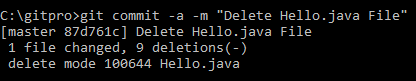 C:\gitpro>git commit -a -m "Delete Hello.java File"
[master 87d761c] Delete Hello.java File
1 file changed, 9 deletions(-)
delete mode 100644 Hello.java